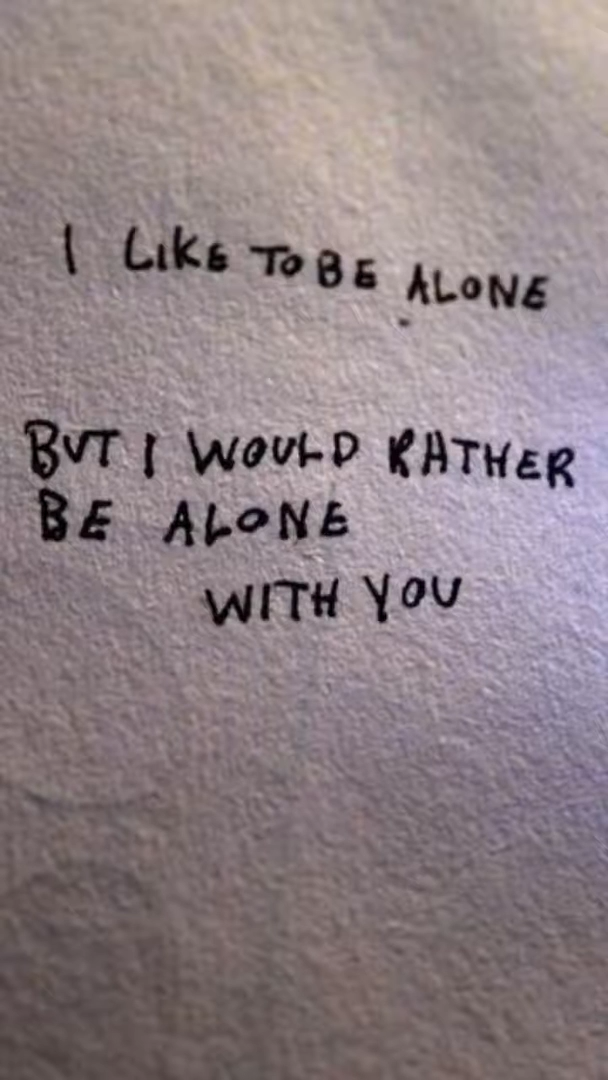 I LIKE TO BE ALONE
BUT I WOULD RATHER
BE ALONE
WITH YOU